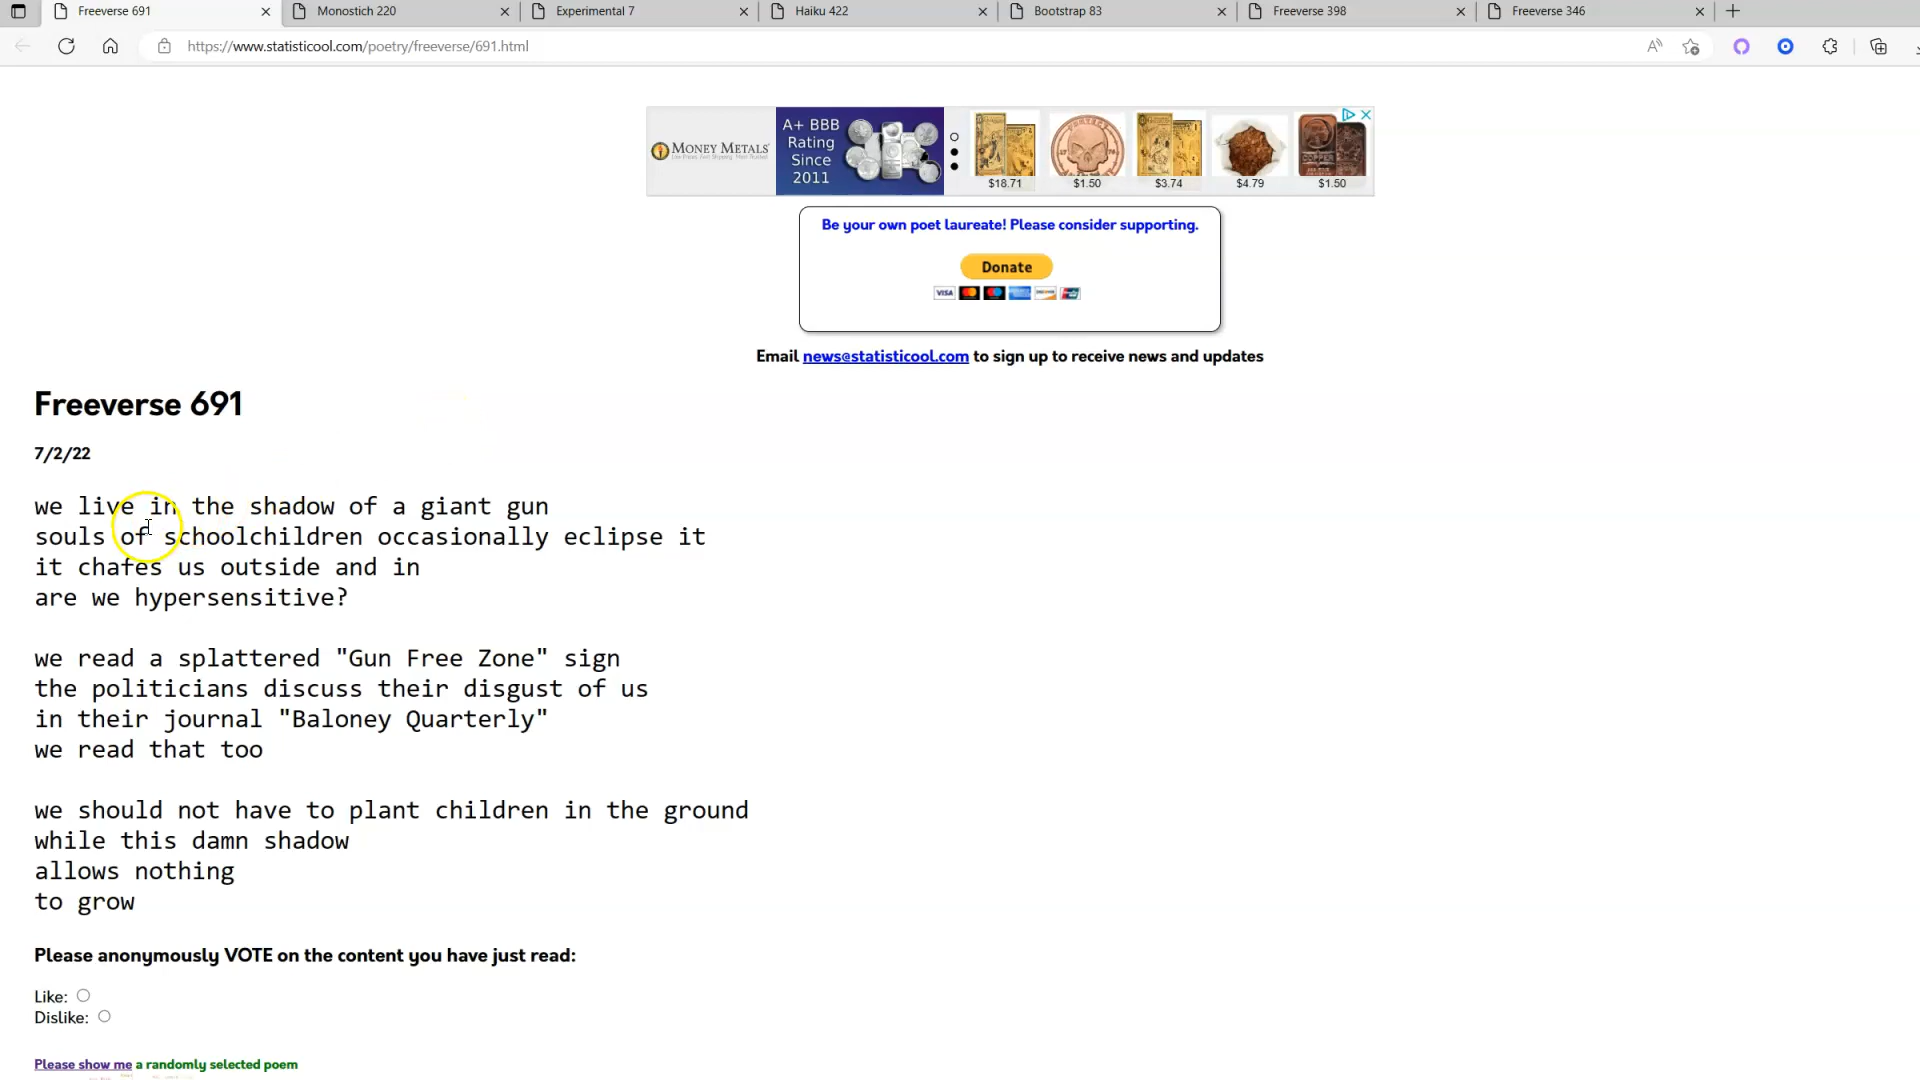 Freeverse 691
Monostich 220
Experimental 7
Haiku 422
Bootstrap 83
Freeverse 398
Freeverse 346
https://www.statisticool.com/poetry/freeverse/691.html
MONEY METALS
A+ BBB
Rating
Since
2011
$18.71
$1.50
$3.74
$4.79
$1.50
Be your own poet laureate! Please consider supporting.
Donate
VISA
Email news@statisticool.com to sign up to receive news and updates
Freeverse 691
7/2/22
we live in the shadow of a giant gun
souls of schoolchildren occasionally eclipse it
it chafes us outside and in
are we hypersensitive?
we read a splattered "Gun Free Zone" sign
the politicians discuss their disgust of us
in their journal "Baloney Quarterly"
we read that too
we should not have to plant children in the ground
while this damn shadow
allows nothing
to grow
Please anonymously VOTE on the content you have just read:
Like:
Dislike:
Please show me a randomly selected poem